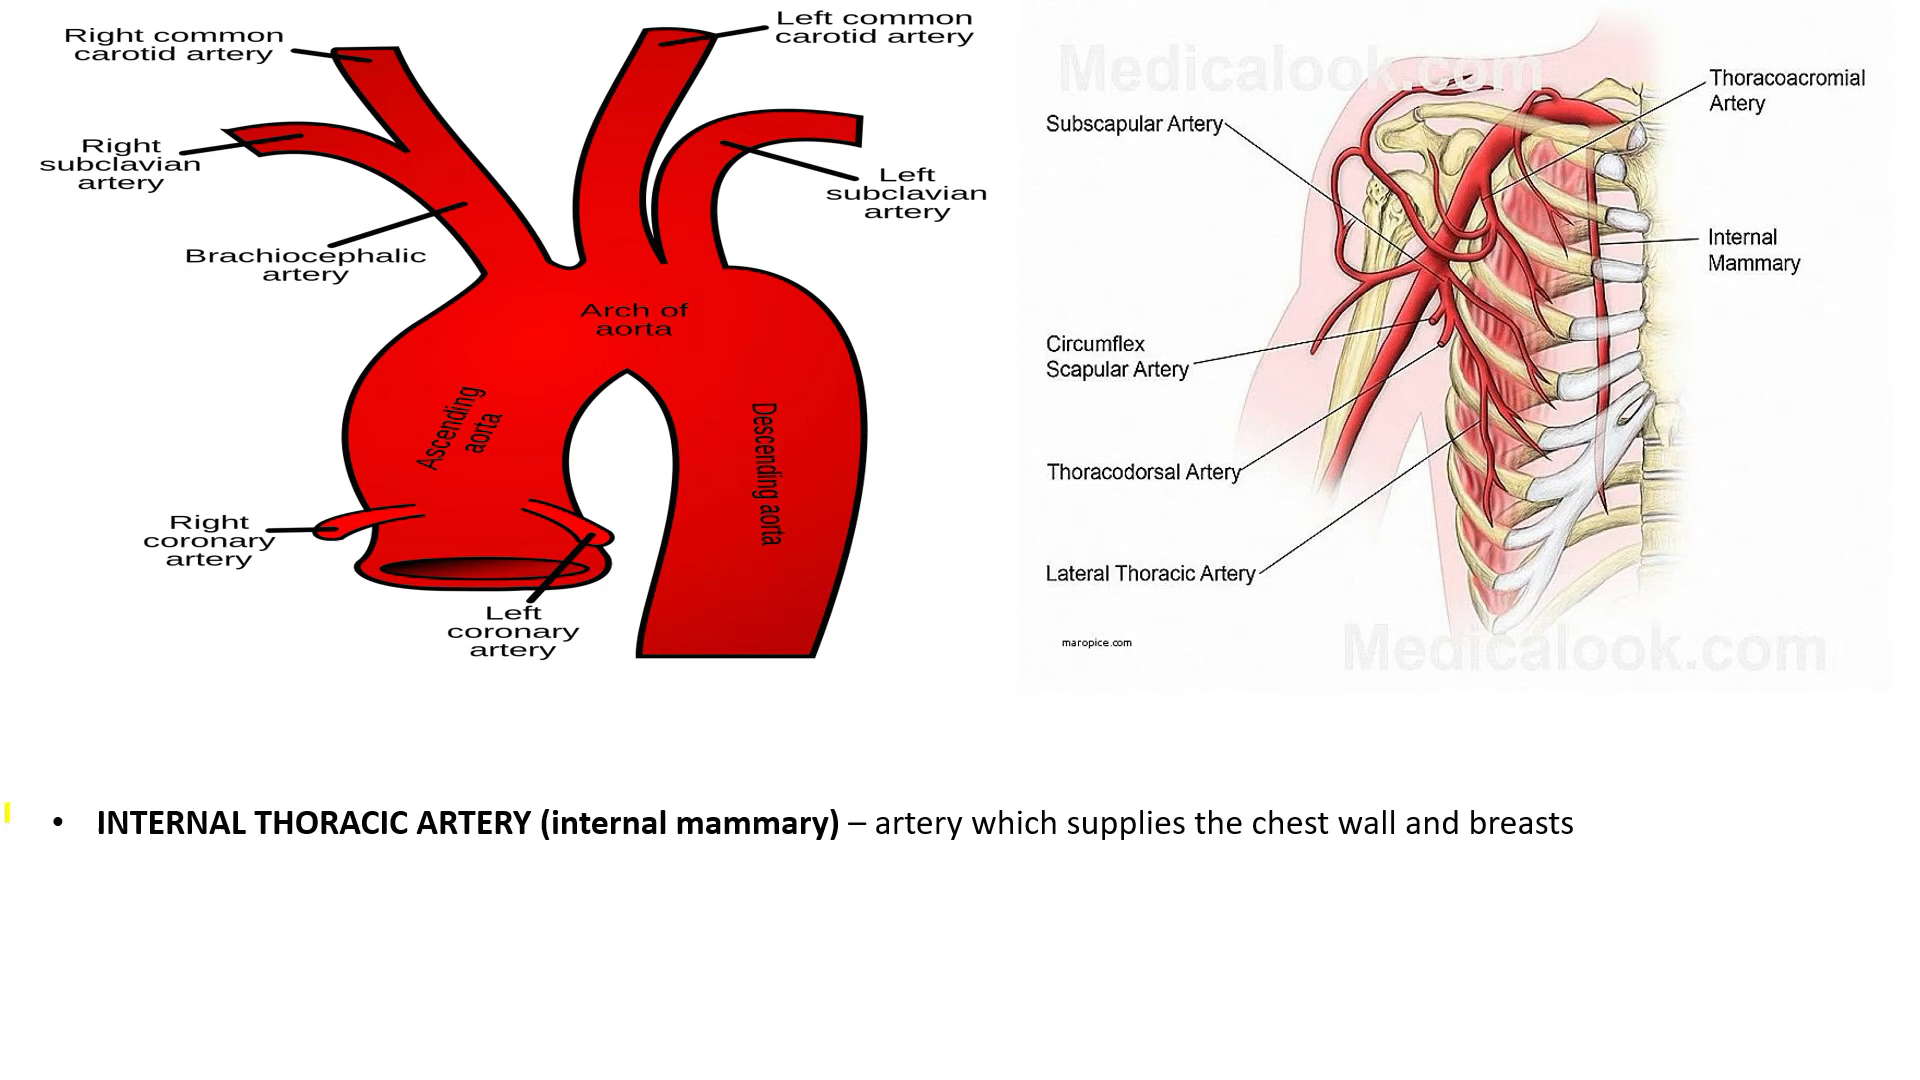 Right common
carotid artery
Left common
carotid artery
Right
subclavian
artery
Left
subclavian
artery
Brachiocephalic
artery
Arch of
aorta
Ascending
aorta
Descending aorta
Right
coronary
artery
Left
coronary
artery
Medicalook.com
Thoracoacromial
Artery
Subscapular Artery
Internal
Mammary
Circumflex
Scapular Artery
Thoracodorsal Artery
Lateral Thoracic Artery
maropice.com
Medicalook.com
• INTERNAL THORACIC ARTERY (internal mammary) – artery which supplies the chest wall and breasts